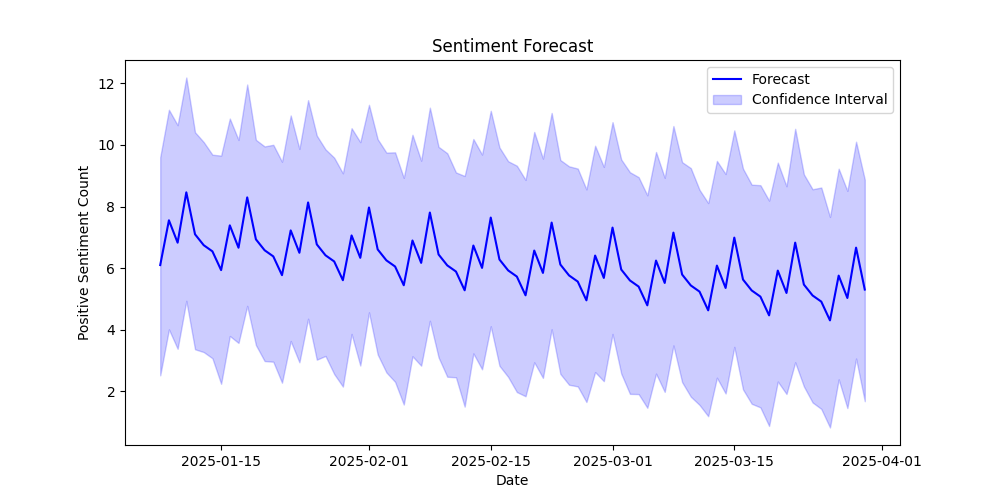 Sentiment Forecast
Forecast
Confidence Interval
Positive Sentiment Count
12
10
8
6
4
2
2025-01-15
2025-02-01
2025-02-15
2025-03-01
2025-03-15
2025-04-01
Date